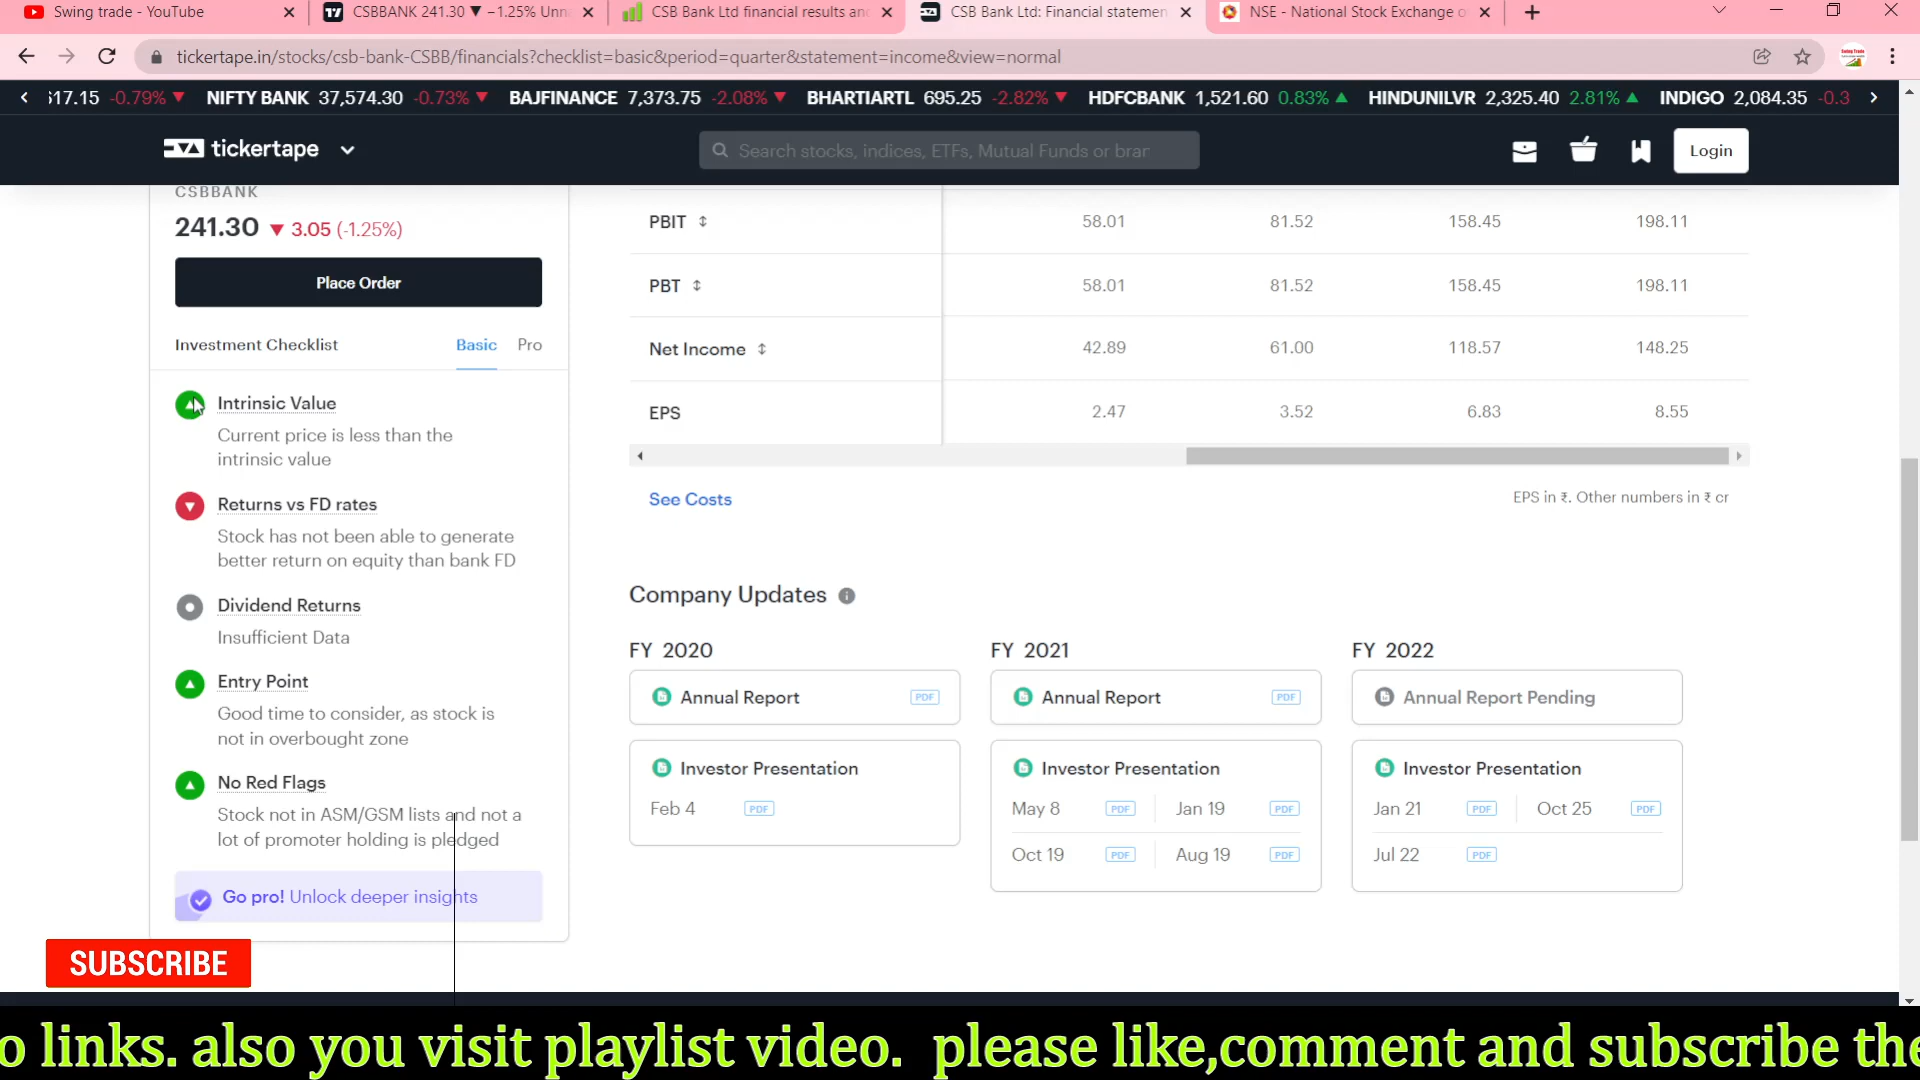 Swing trade - YouTube
CSBBANK 241.30 ▼ −1.25% Unn
CSB Bank Ltd financial results an
CSB Bank Ltd: Financial statemen
NSE - National Stock Exchange o
tickertape.in/stocks/csb-bank-CSBB/financials?checklist=basic&period=quarter&statement=income&view=normal
517.15 -0.79% ▼ NIFTY BANK 37,574.30 -0.73% ▼ BAJFINANCE 7,373.75 -2.08% ▼ BHARTIARTL 695.25 -2.82% ▼ HDFCBANK 1,521.60 0.83% ▲ HINDUNILVR 2,325.40 2.81% ▲ INDIGO 2,084.35 -0.3
tickertape
Search stocks, indices, ETFs, Mutual Funds or brar
Login
CSBBANK
241.30 ▼ 3.05 (-1.25%)
Place Order
Investment Checklist Basic Pro
Intrinsic Value
Current price is less than the
intrinsic value
Returns vs FD rates
Stock has not been able to generate
better return on equity than bank FD
Dividend Returns
Insufficient Data
Entry Point
Good time to consider, as stock is
not in overbought zone
No Red Flags
Stock not in ASM/GSM lists and not a
lot of promoter holding is pledged
Go pro! Unlock deeper insights
PBIT 58.01 81.52 158.45 198.11
PBT 58.01 81.52 158.45 198.11
Net Income 42.89 61.00 118.57 148.25
EPS 2.47 3.52 6.83 8.55
See Costs
EPS in ₹. Other numbers in ₹ cr
Company Updates
FY 2020
Annual Report PDF
Investor Presentation
Feb 4 PDF
FY 2021
Annual Report PDF
Investor Presentation
May 8 PDF Jan 19 PDF
Oct 19 PDF Aug 19 PDF
FY 2022
Annual Report Pending
Investor Presentation
Jan 21 PDF Oct 25 PDF
Jul 22 PDF
SUBSCRIBE
o links. also you visit playlist video. please like,comment and subscribe the